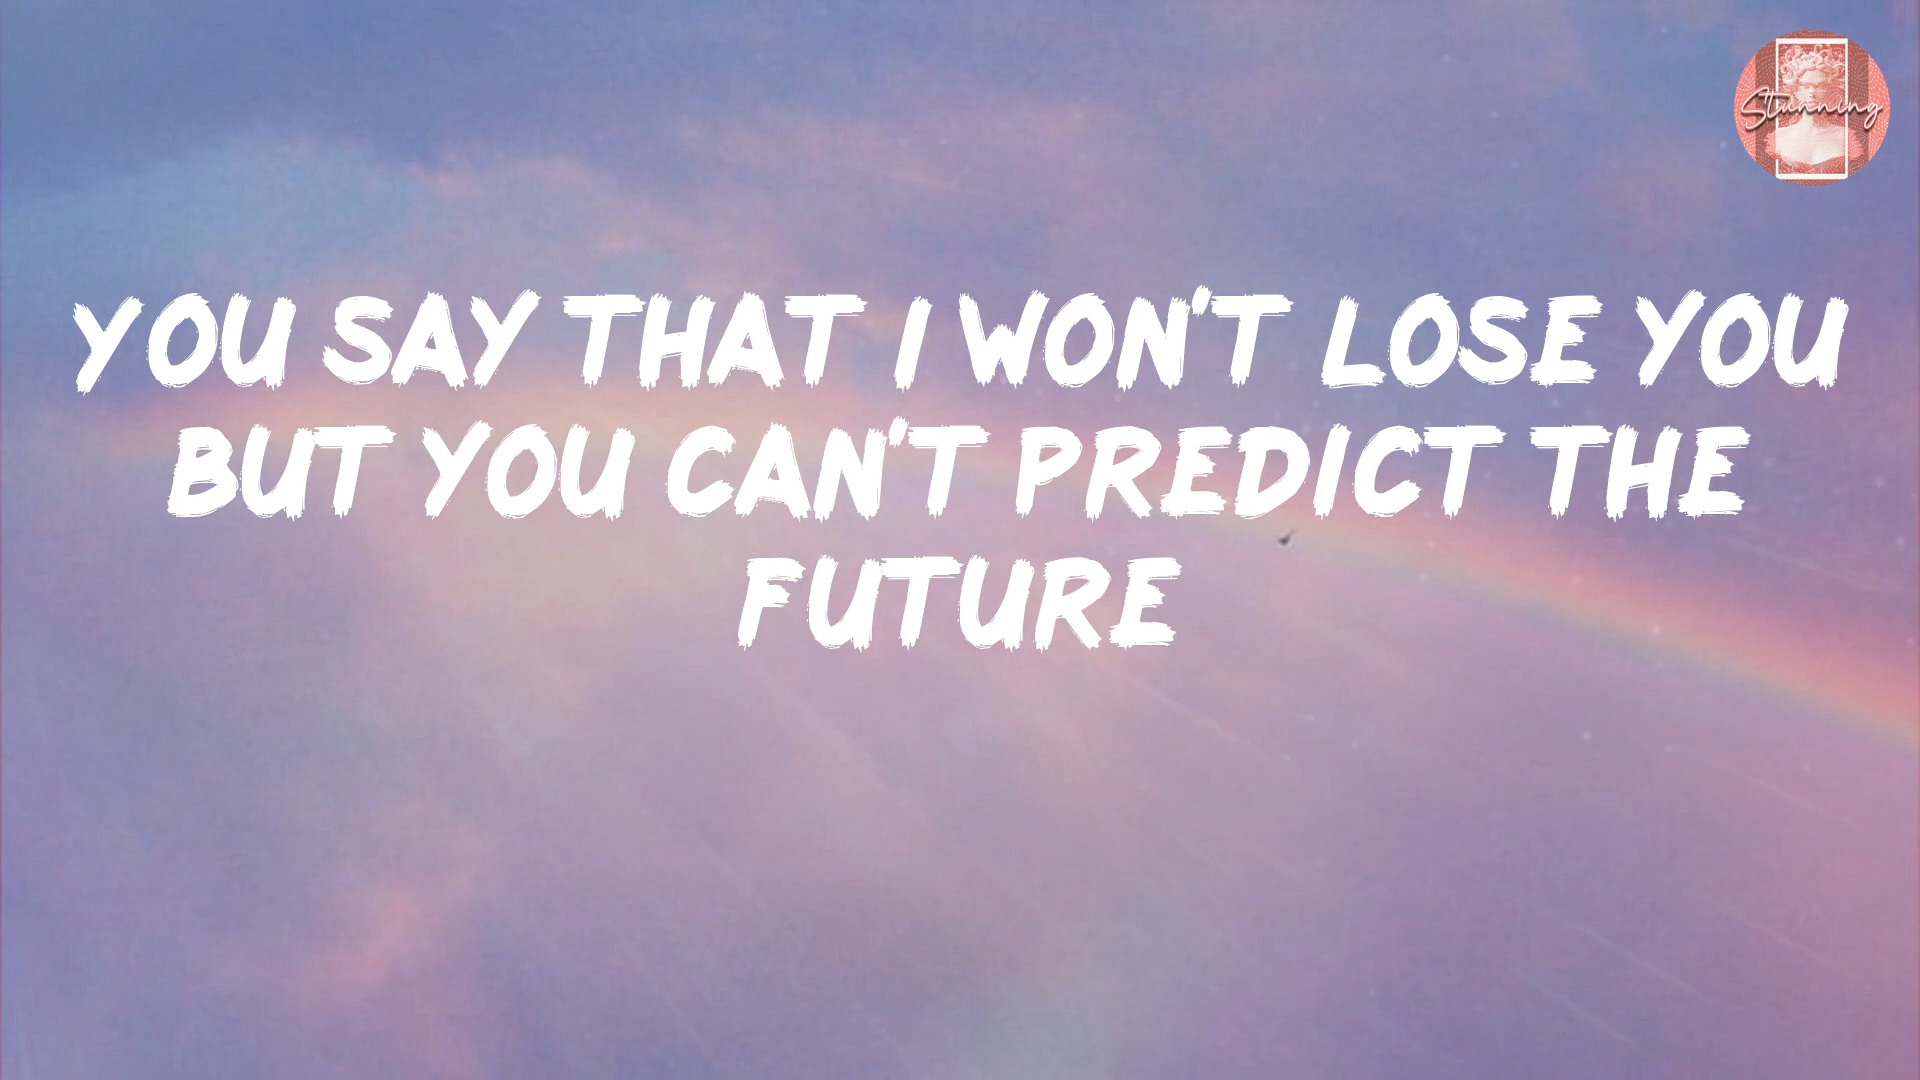 Stunning
YOU SAY THAT I WON'T LOSE YOU
BUT YOU CAN'T PREDICT THE
FUTURE